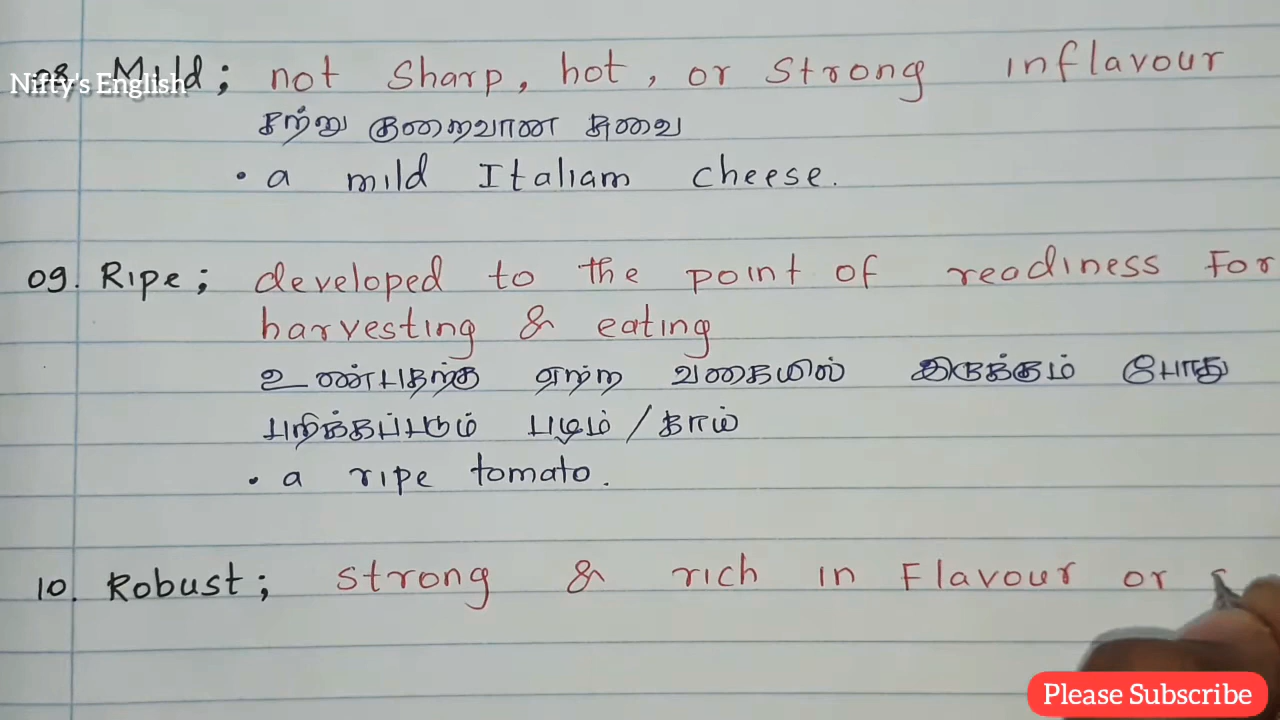 Nifty's English
08. Mild; not sharp, hot, or strong inflavour
சற்று குறைவான சுவை
• a mild Italiam cheese.
09. Ripe; developed to the point of readiness for
harvesting & eating
உண்பதற்கு ஏற்ற வகையில் இருக்கும் போது
பறிக்கப்படும் பழம் / காய்
• a ripe tomato.
10. Robust; strong & rich in Flavour or
Please Subscribe